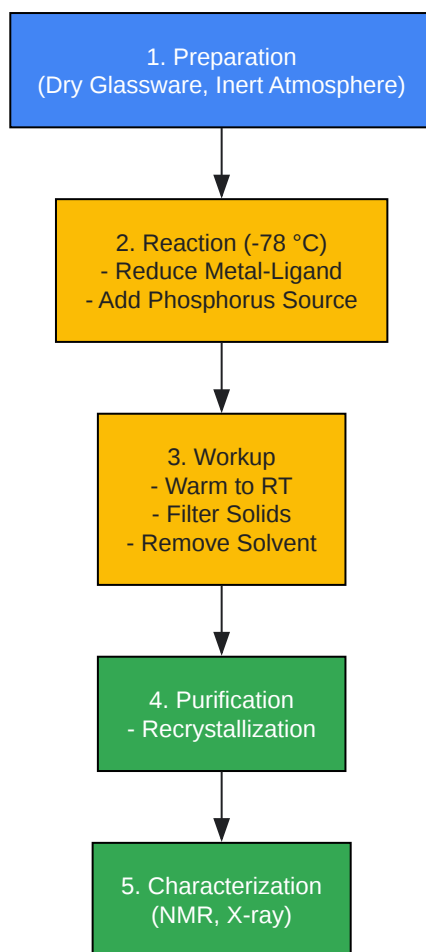 1. Preparation
(Dry Glassware, Inert Atmosphere)
2. Reaction (-78 °C)
- Reduce Metal-Ligand
- Add Phosphorus Source
3. Workup
- Warm to RT
- Filter Solids
- Remove Solvent
4. Purification
- Recrystallization
5. Characterization
(NMR, X-ray)